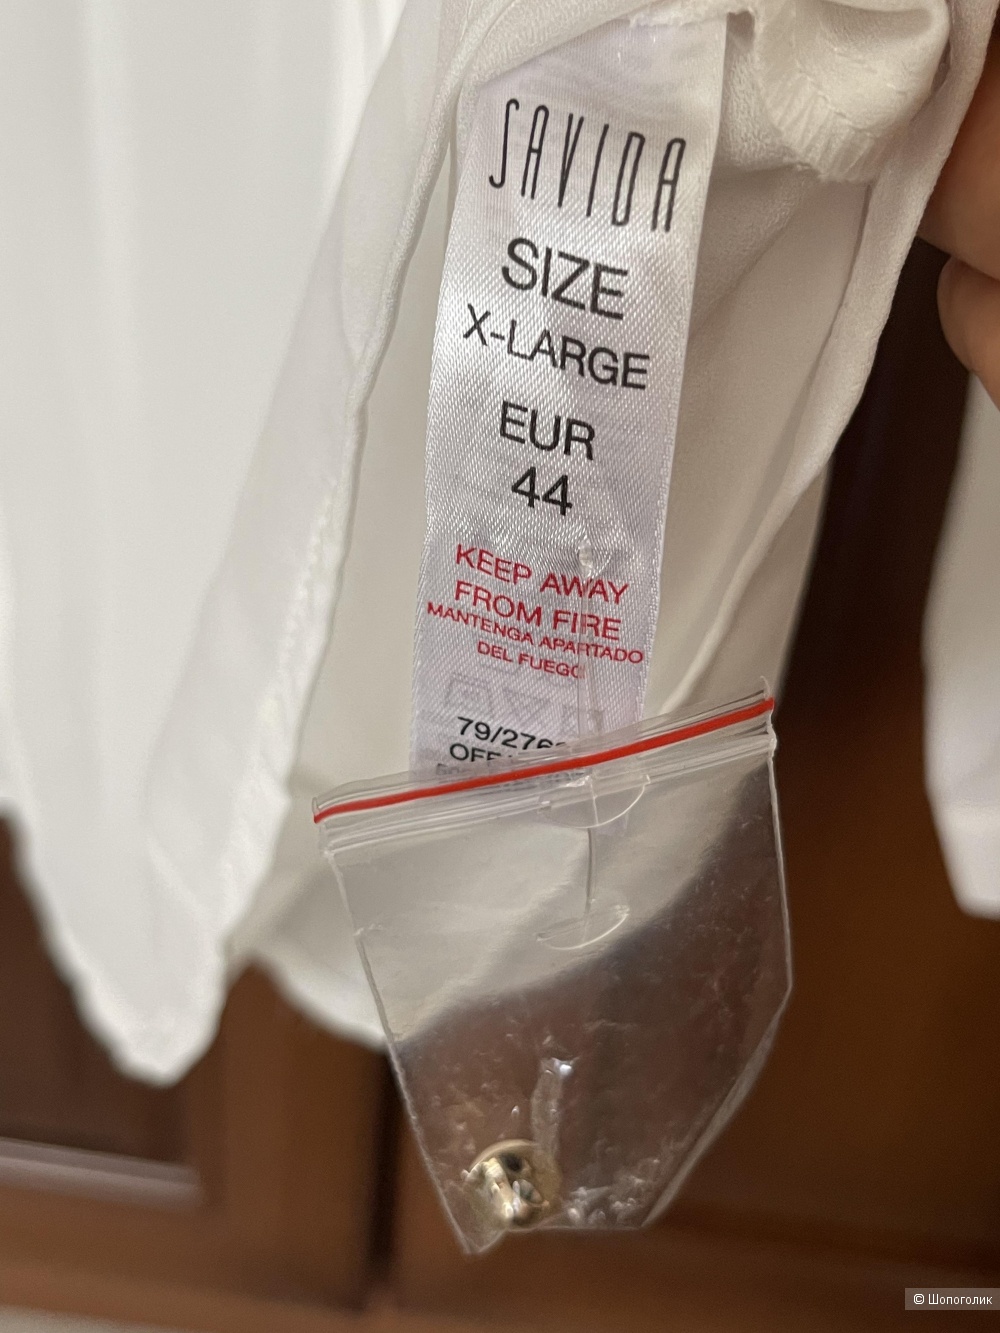 SAVIDA
SIZE
X-LARGE
EUR
44
KEEP AWAY
FROM FIRE
MANTENGA APARTADO
DEL FUEGO
© Шопоголик